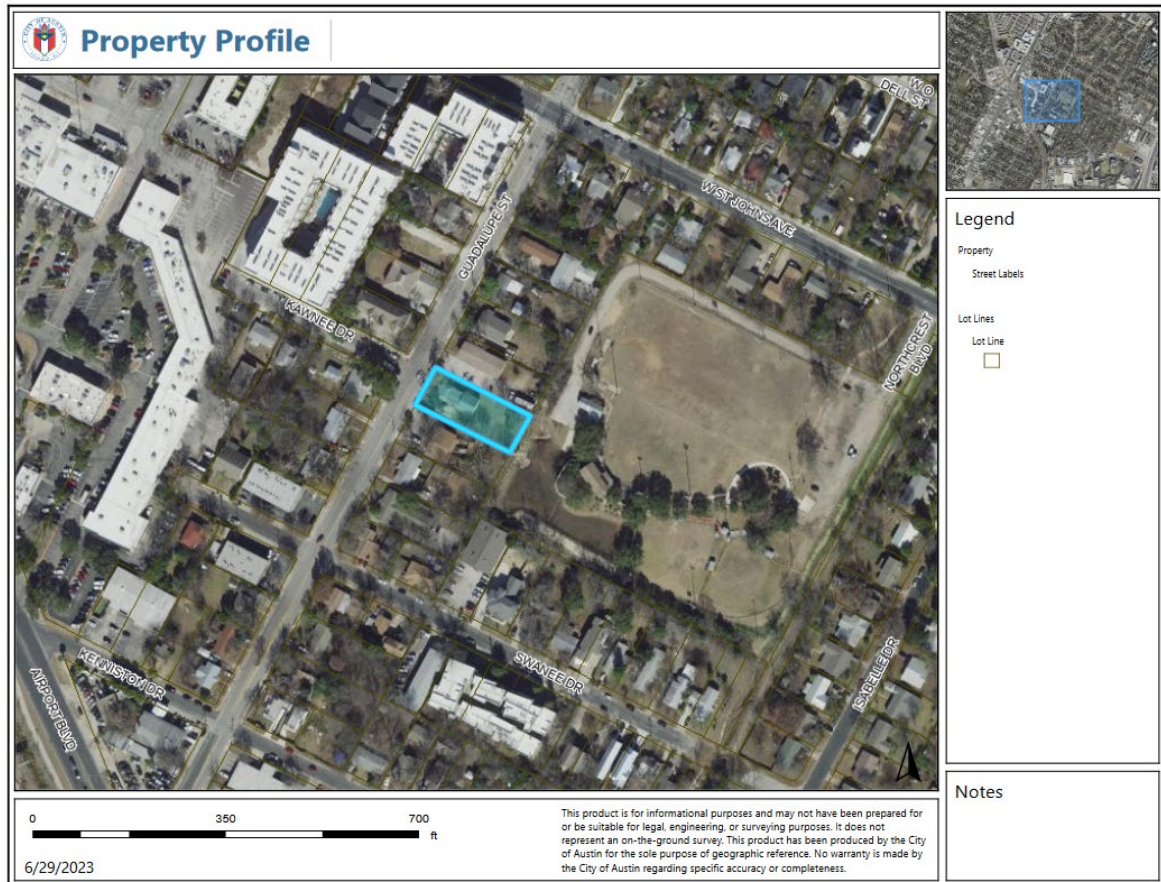 CITY OF AUSTIN
Property Profile
W O
DELL ST
W ST JOHNS AVE
GUADALUPE ST
KAWNEE DR
NORTHCREST
BLVD
SWANEE DR
ISABELLE DR
KENNISTON DR
AIRPORT BLVD
Legend
Property
Street Labels
Lot Lines
Lot Line
0 350 700
ft
6/29/2023
This product is for informational purposes and may not have been prepared for
or be suitable for legal, engineering, or surveying purposes. It does not
represent an on-the-ground survey. This product has been produced by the City
of Austin for the sole purpose of geographic reference. No warranty is made by
the City of Austin regarding specific accuracy or completeness.
Notes